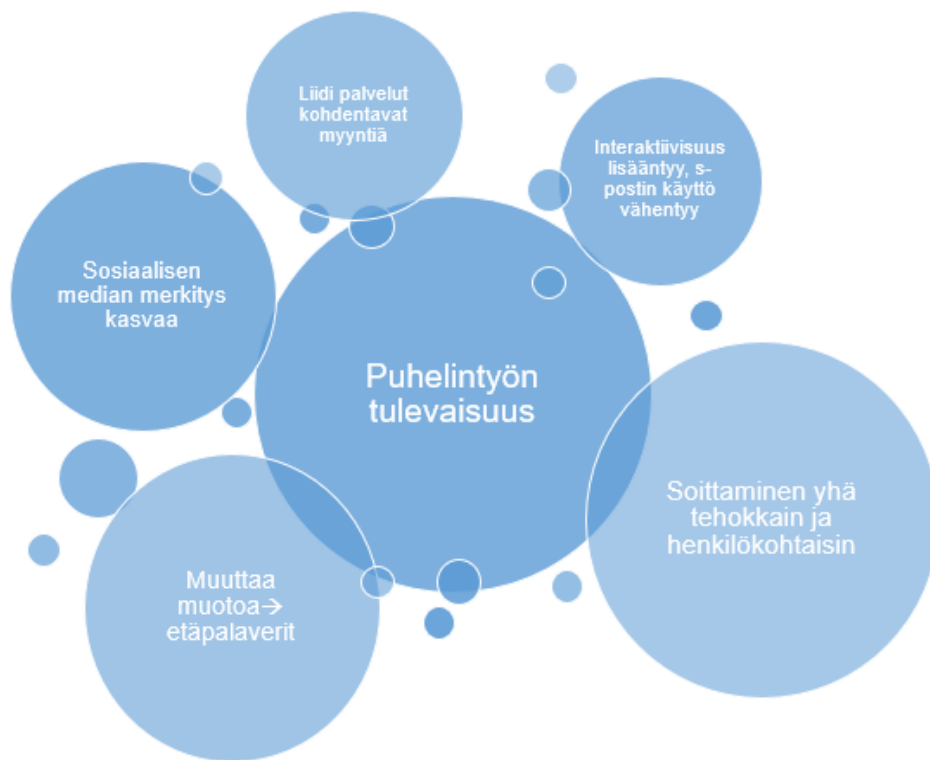 Liidi palvelut
kohdentavat
myyntiä
Interaktiivisuus
lisääntyy, s-
postin käyttö
vähentyy
Sosiaalisen
median merkitys
kasvaa
Puhelintyön
tulevaisuus
Soittaminen yhä
tehokkain ja
henkilökohtaisin
Muuttaa
muotoa→
etäpalaverit